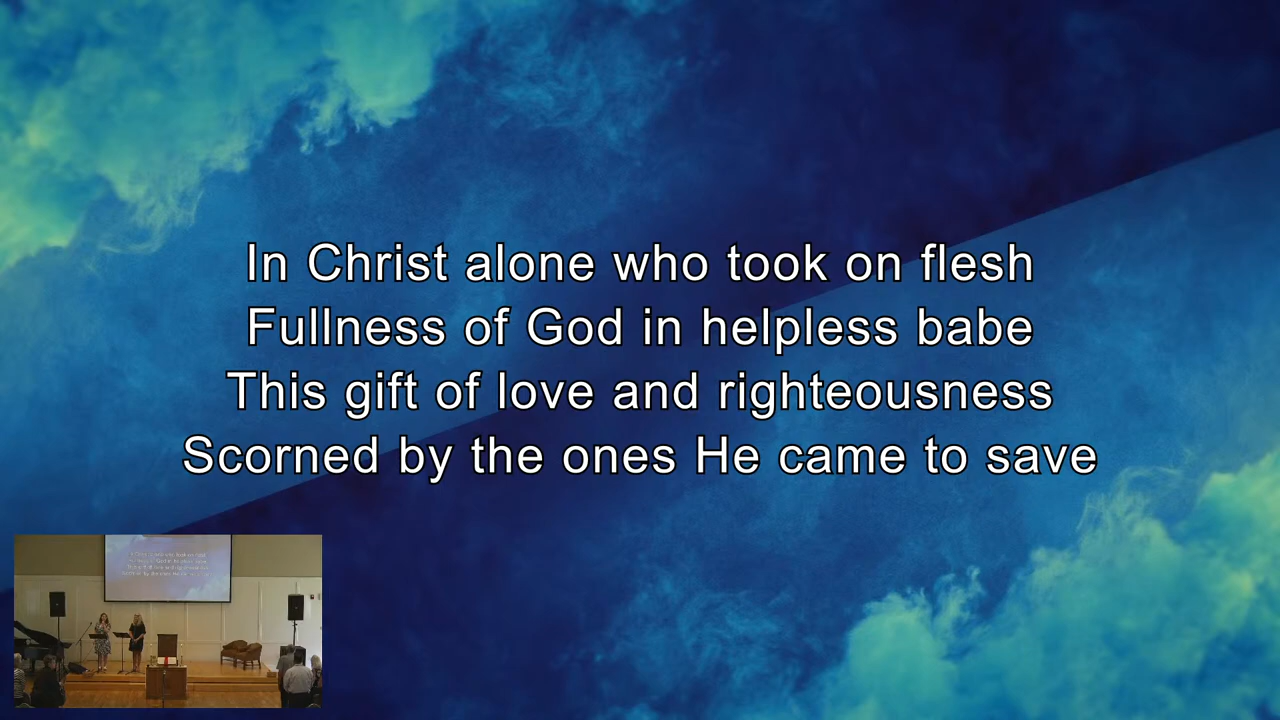 In Christ alone who took on flesh
Fullness of God in helpless babe
This gift of love and righteousness
Scorned by the ones He came to save